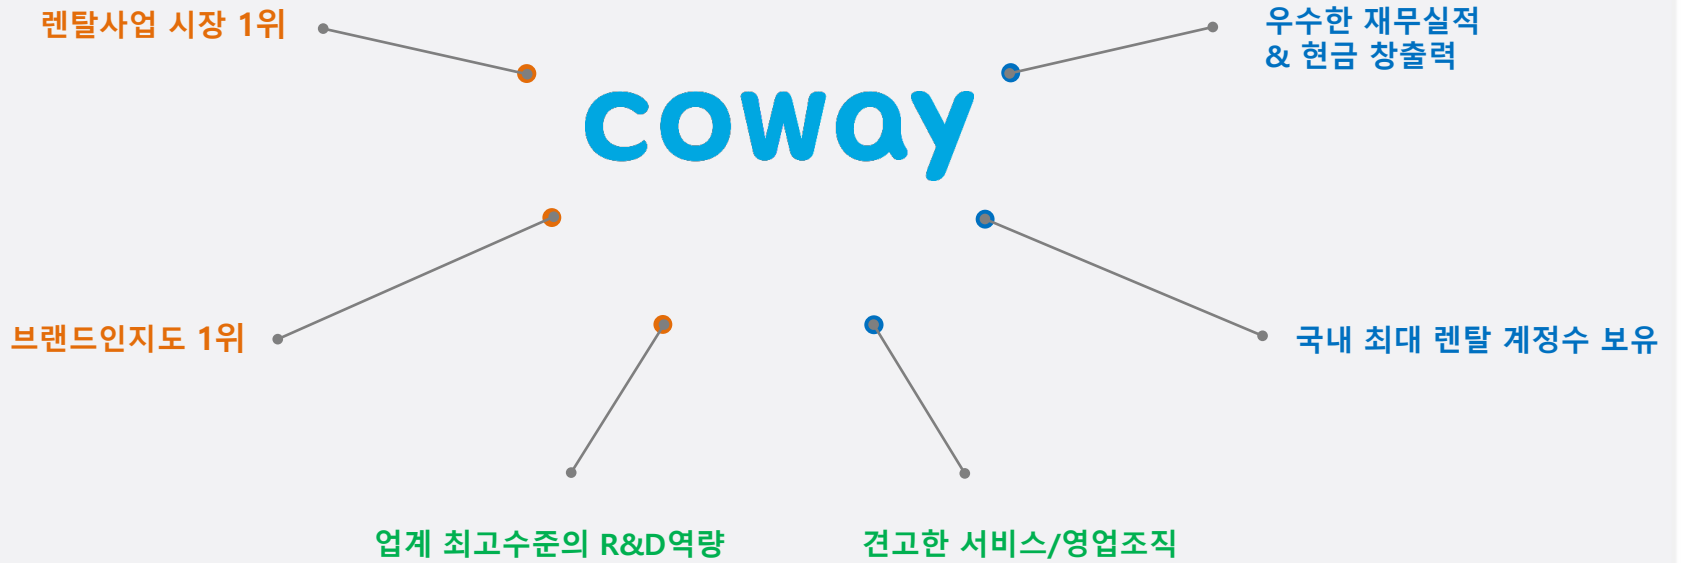 렌탈사업 시장 1위
우수한 재무실적
& 현금 창출력
coway
브랜드인지도 1위
국내 최대 렌탈 계정수 보유
업계 최고수준의 R&D역량
견고한 서비스/영업조직